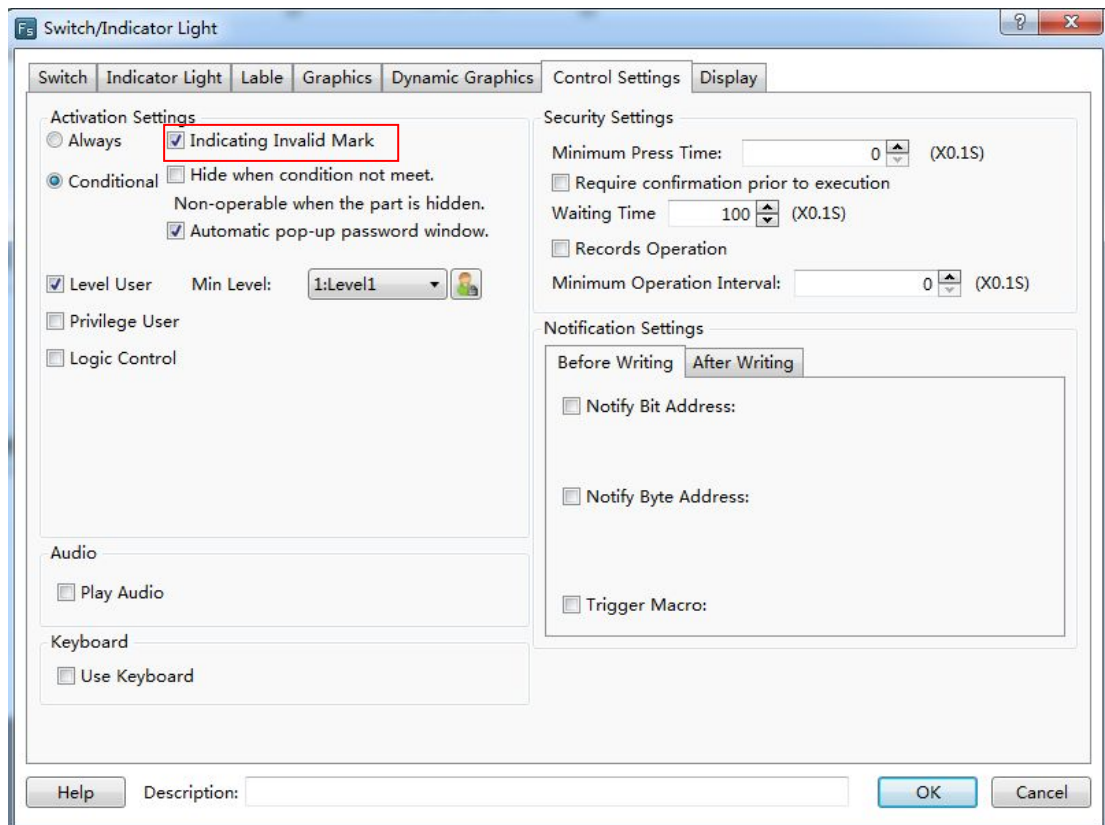 Fs Switch/Indicator Light
?
X
Switch Indicator Light Lable Graphics Dynamic Graphics Control Settings Display
Activation Settings
Always Indicating Invalid Mark
Conditional Hide when condition not meet.
Non-operable when the part is hidden.
Automatic pop-up password window.
Level User Min Level: 1:Level1
Privilege User
Logic Control
Audio
Play Audio
Keyboard
Use Keyboard
Security Settings
Minimum Press Time: 0 (X0.1S)
Require confirmation prior to execution
Waiting Time 100 (X0.1S)
Records Operation
Minimum Operation Interval: 0 (X0.1S)
Notification Settings
Before Writing After Writing
Notify Bit Address:
Notify Byte Address:
Trigger Macro:
Help Description: OK Cancel